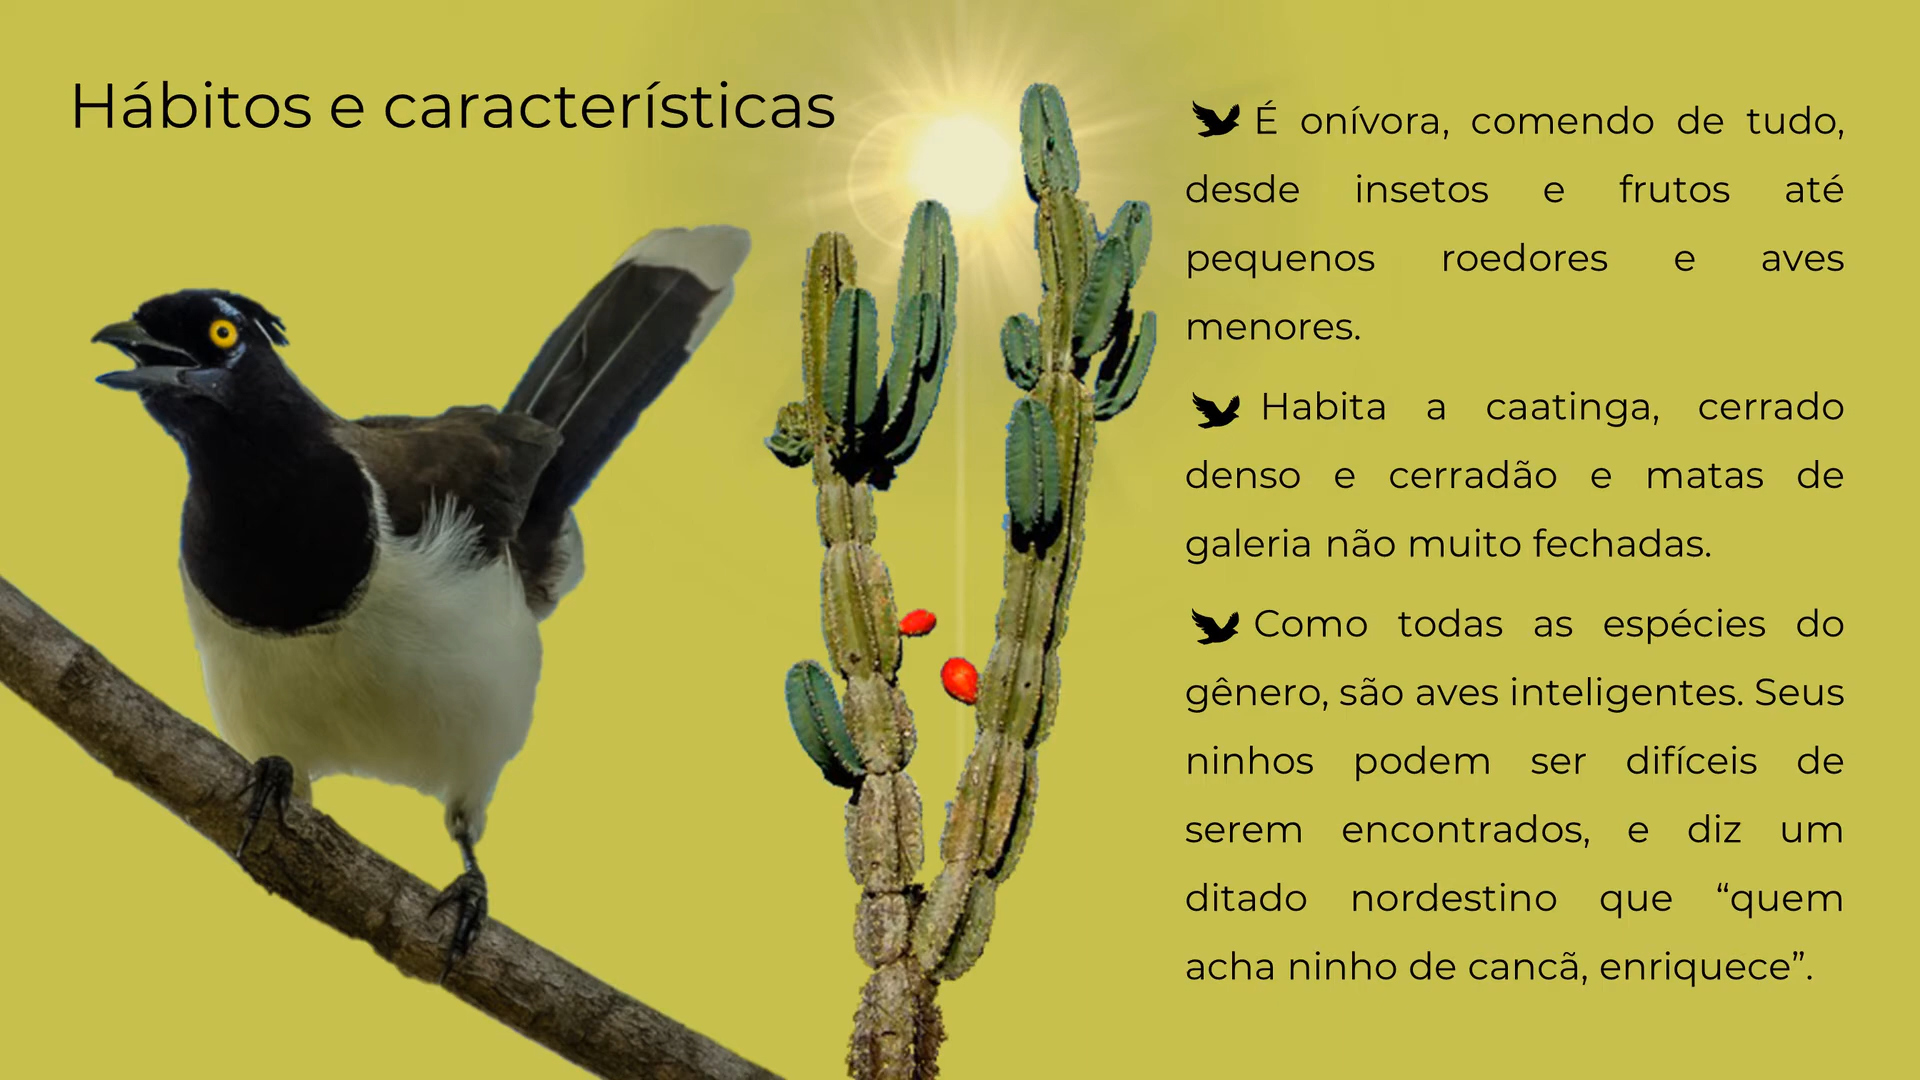 Hábitos e características
É onívora, comendo de tudo,
desde insetos e frutos até
pequenos roedores e aves
menores.
Habita a caatinga, cerrado
denso e cerradão e matas de
galeria não muito fechadas.
Como todas as espécies do
gênero, são aves inteligentes. Seus
ninhos podem ser difíceis de
serem encontrados, e diz um
ditado nordestino que “quem
acha ninho de cancã, enriquece”.